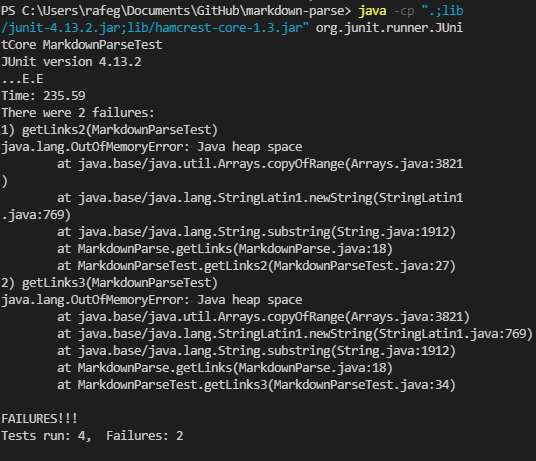 PS C:\Users\rafeg\Documents\GitHub\markdown-parse> java -cp ".;lib
/junit-4.13.2.jar;lib/hamcrest-core-1.3.jar" org.junit.runner.JUni
tCore MarkdownParseTest
JUnit version 4.13.2
...E.E
Time: 235.59
There were 2 failures:
1) getLinks2(MarkdownParseTest)
java.lang.OutOfMemoryError: Java heap space
        at java.base/java.util.Arrays.copyOfRange(Arrays.java:3821
)
        at java.base/java.lang.StringLatin1.newString(StringLatin1
.java:769)
        at java.base/java.lang.String.substring(String.java:1912)
        at MarkdownParse.getLinks(MarkdownParse.java:18)
        at MarkdownParseTest.getLinks2(MarkdownParseTest.java:27)
2) getLinks3(MarkdownParseTest)
java.lang.OutOfMemoryError: Java heap space
        at java.base/java.util.Arrays.copyOfRange(Arrays.java:3821)
        at java.base/java.lang.StringLatin1.newString(StringLatin1.java:769)
        at java.base/java.lang.String.substring(String.java:1912)
        at MarkdownParse.getLinks(MarkdownParse.java:18)
        at MarkdownParseTest.getLinks3(MarkdownParseTest.java:34)

FAILURES!!!
Tests run: 4,  Failures: 2